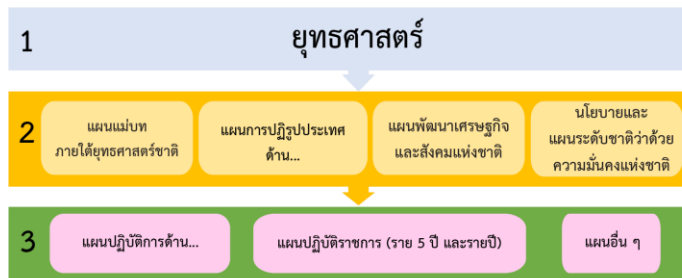 1
ยุทธศาสตร์
2
แผนแม่บท
ภายใต้ยุทธศาสตร์ชาติ
แผนการปฏิรูปประเทศ
ด้าน...
แผนพัฒนาเศรษฐกิจ
และสังคมแห่งชาติ
นโยบายและ
แผนระดับชาติว่าด้วย
ความมั่นคงแห่งชาติ
3
แผนปฏิบัติการด้าน...
แผนปฏิบัติราชการ (ราย 5 ปี และรายปี)
แผนอื่น ๆ